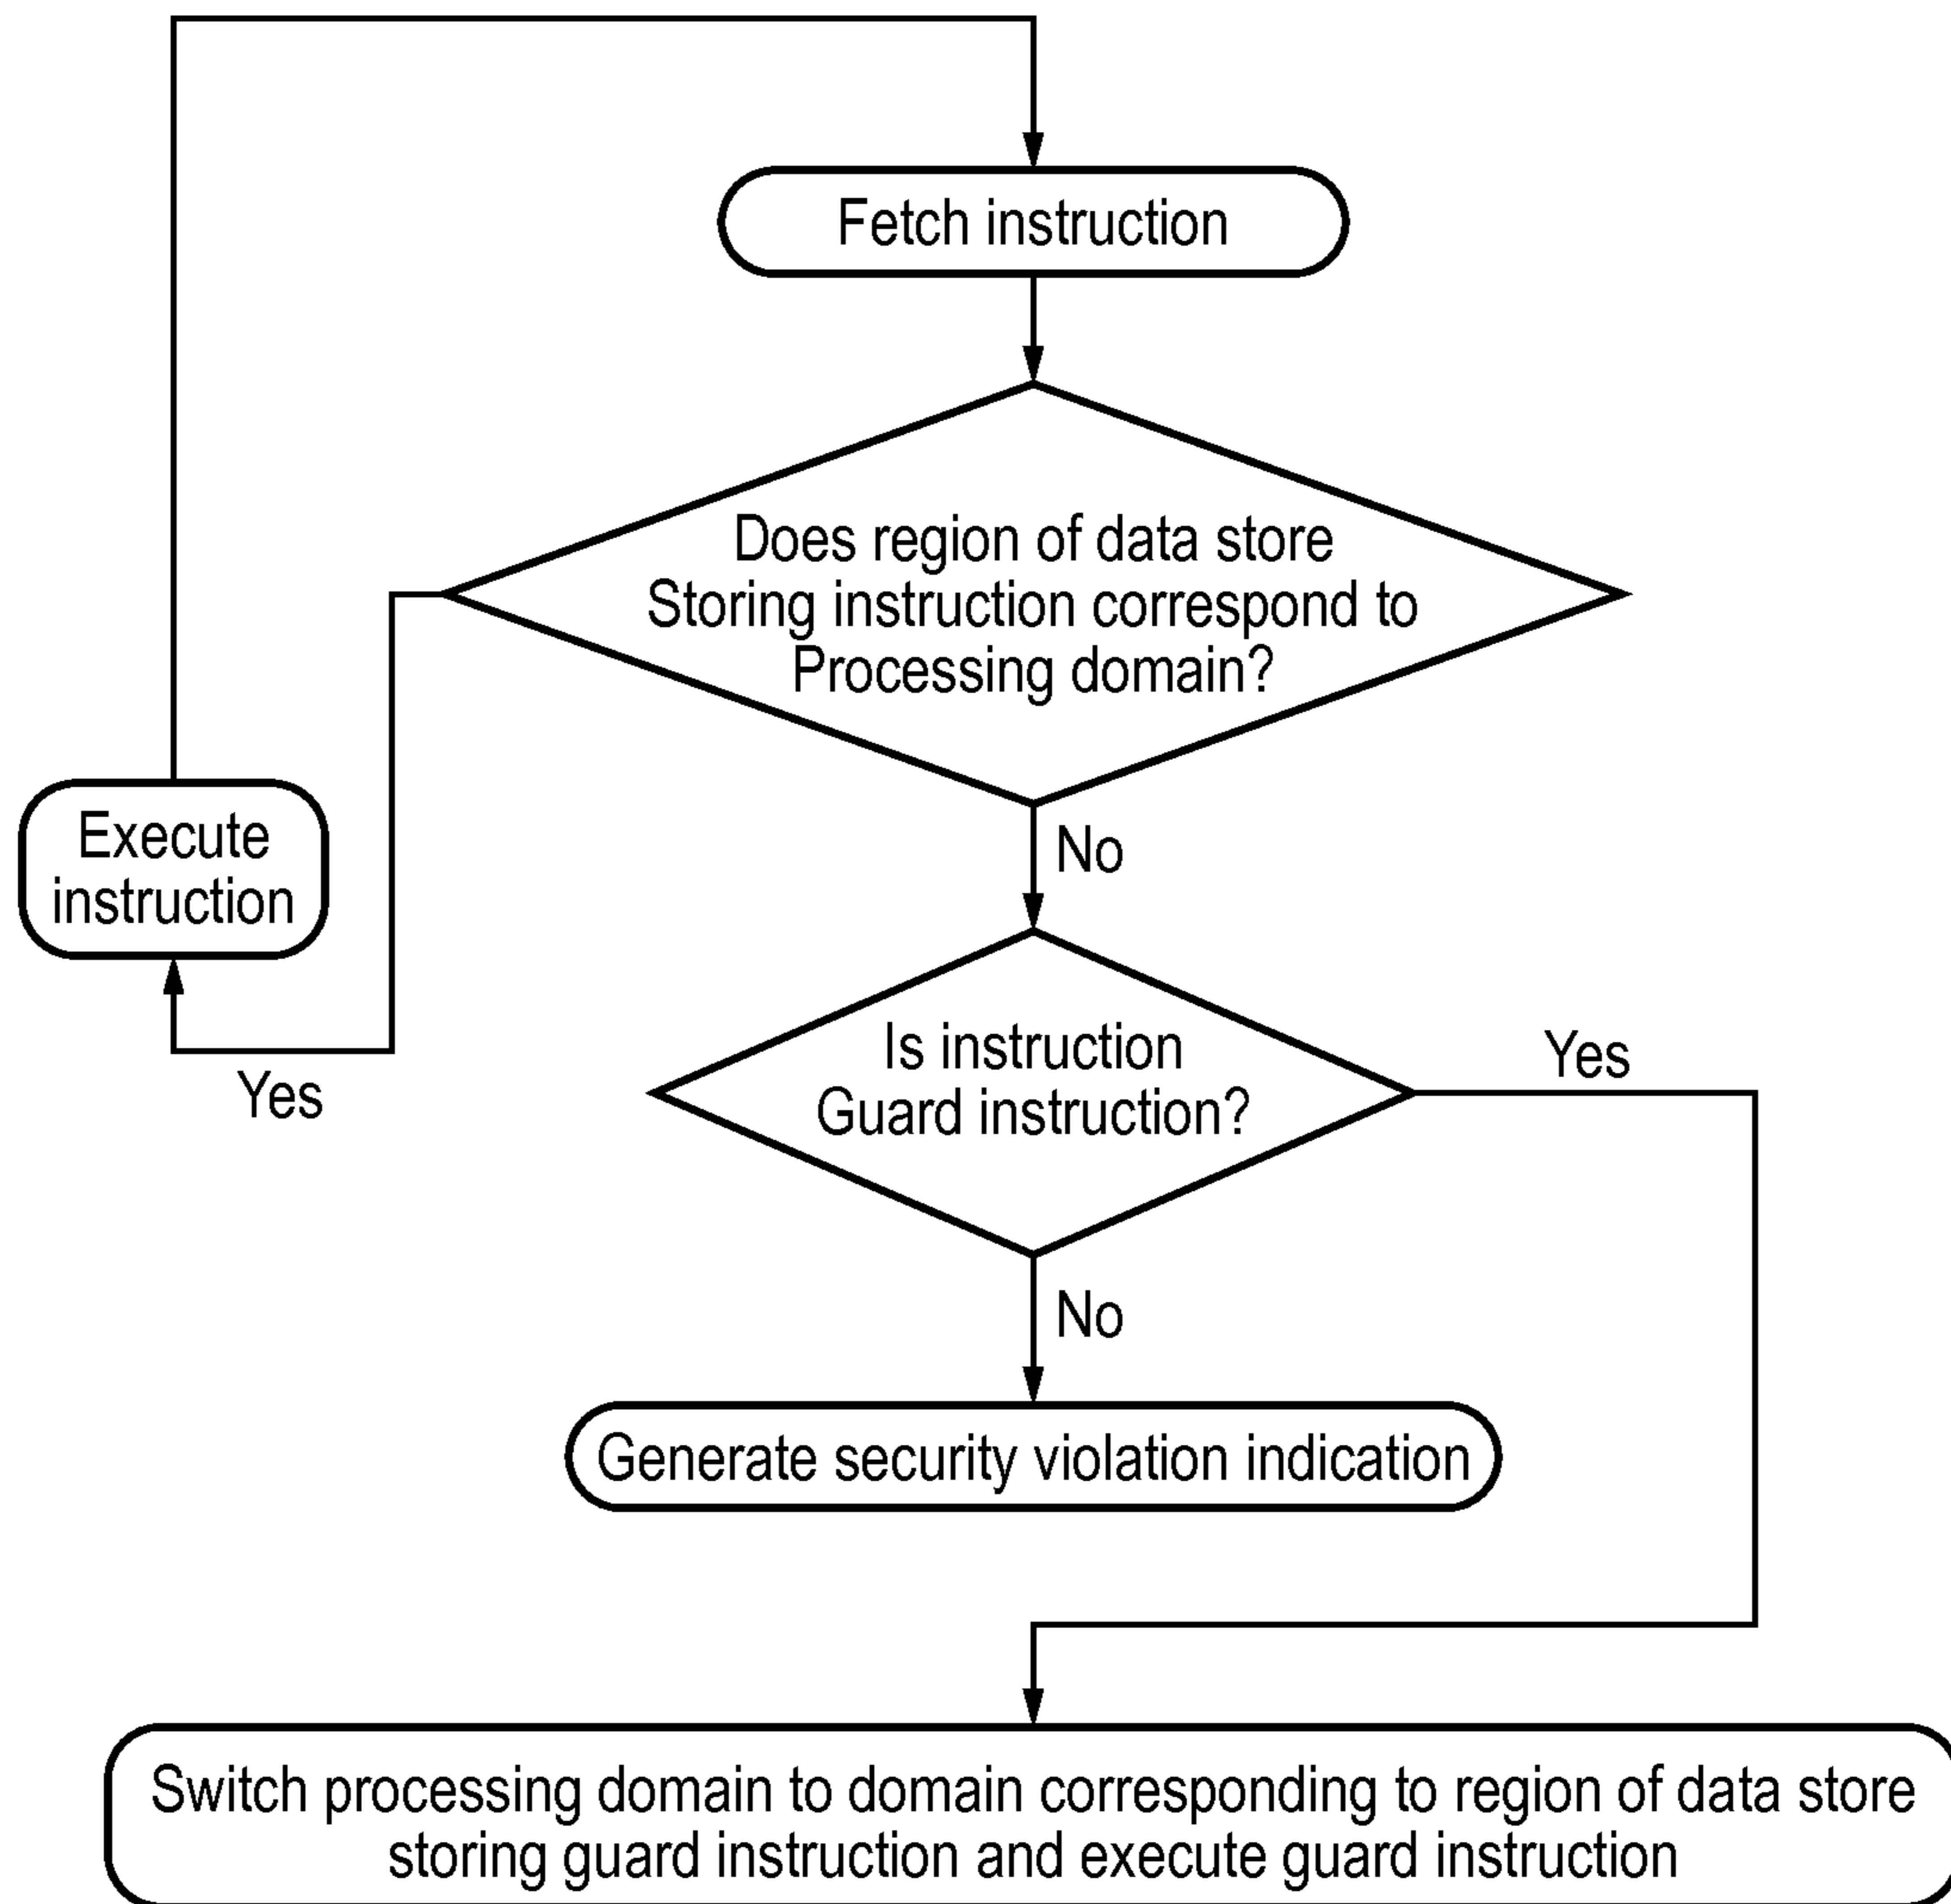 Fetch instruction
Does region of data store
Storing instruction correspond to
Processing domain?
Execute
instruction
Yes
No
Is instruction
Guard instruction?
Yes
No
Generate security violation indication
Switch processing domain to domain corresponding to region of data store
storing guard instruction and execute guard instruction